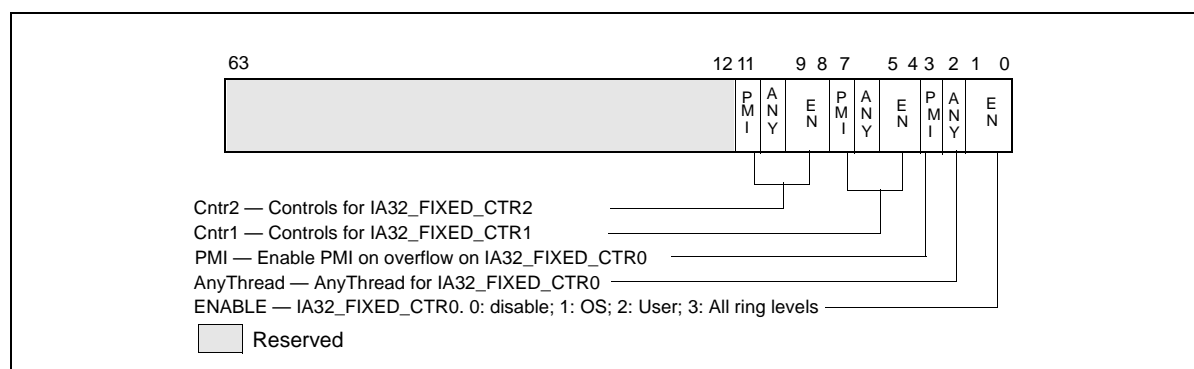 63 12 11 9 8 7 5 4 3 2 1 0
PMI ANY EN PMI ANY EN PMI ANY EN
Cntr2 — Controls for IA32_FIXED_CTR2
Cntr1 — Controls for IA32_FIXED_CTR1
PMI — Enable PMI on overflow on IA32_FIXED_CTR0
AnyThread — AnyThread for IA32_FIXED_CTR0
ENABLE — IA32_FIXED_CTR0. 0: disable; 1: OS; 2: User; 3: All ring levels
Reserved